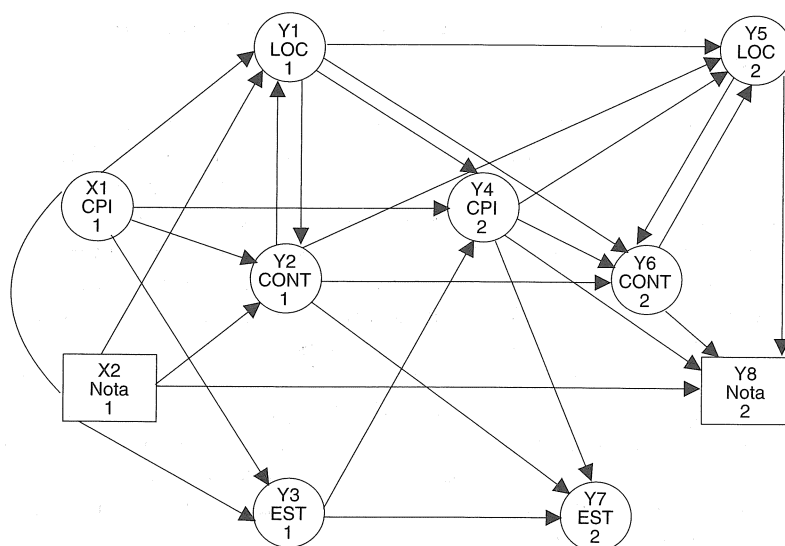 Y1
LOC
1
Y5
LOC
2
X1
CPI
1
Y4
CPI
2
Y2
CONT
1
Y6
CONT
2
X2
Nota
1
Y8
Nota
2
Y3
EST
1
Y7
EST
2